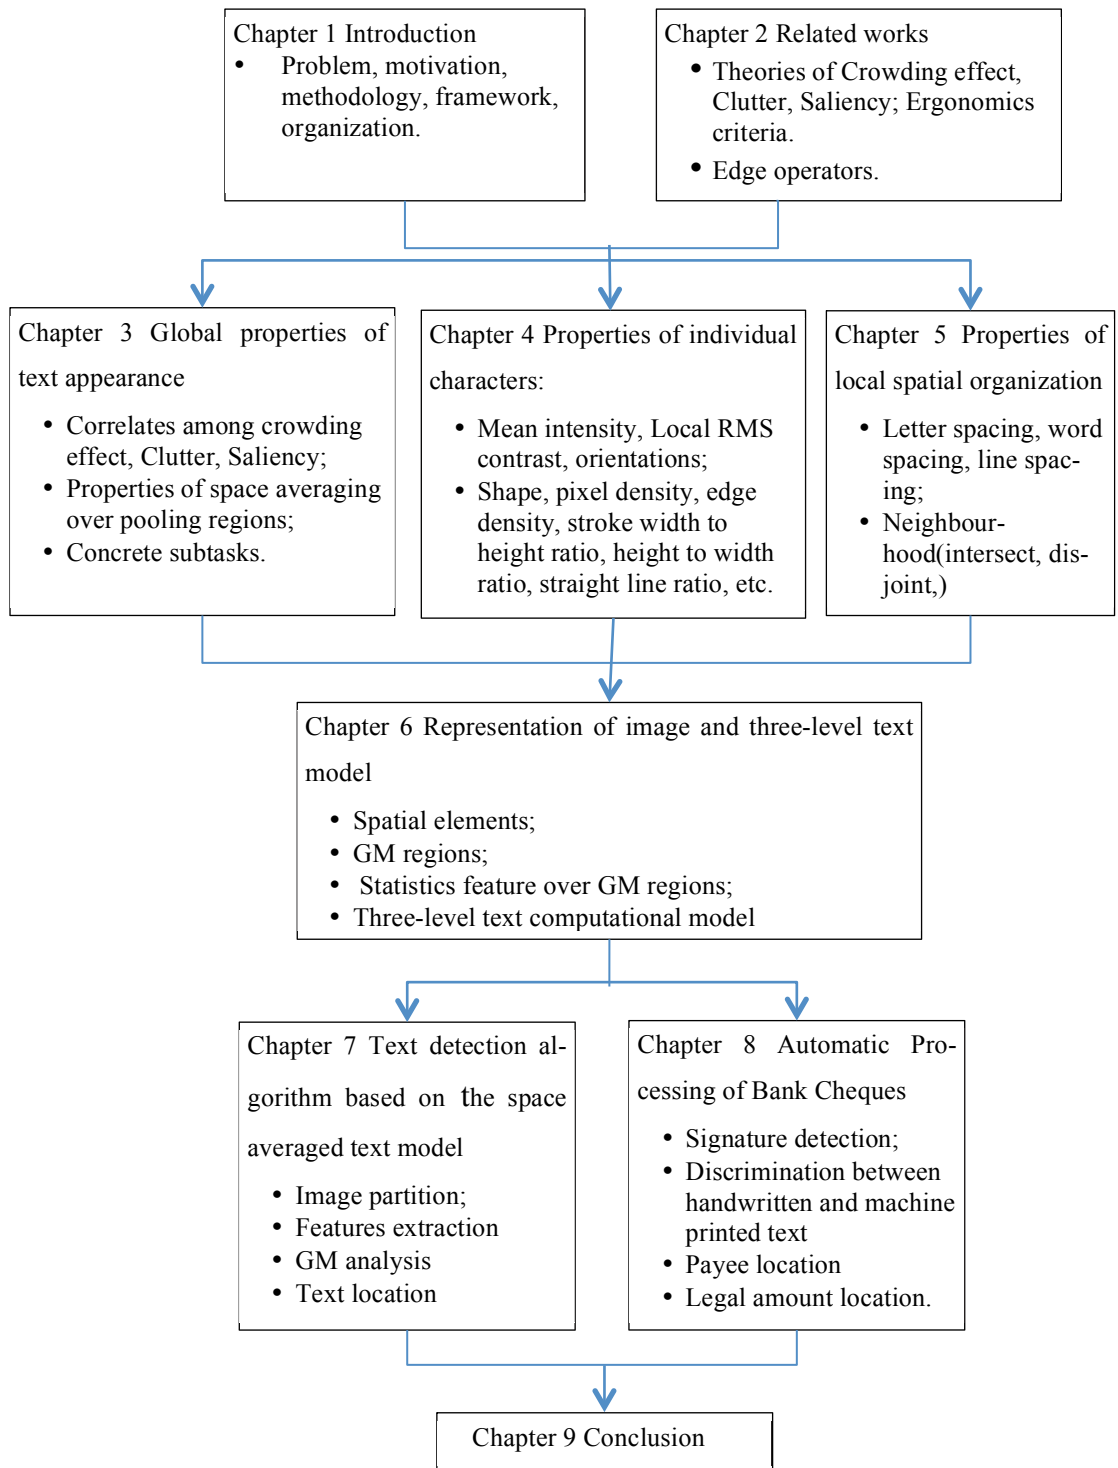 Chapter 1 Introduction
• Problem, motivation,
methodology, framework,
organization.
Chapter 2 Related works
• Theories of Crowding effect,
Clutter, Saliency; Ergonomics
criteria.
• Edge operators.
Chapter 3 Global properties of
text appearance
• Correlates among crowding
effect, Clutter, Saliency;
• Properties of space averaging
over pooling regions;
• Concrete subtasks.
Chapter 4 Properties of individual
characters:
• Mean intensity, Local RMS
contrast, orientations;
• Shape, pixel density, edge
density, stroke width to
height ratio, height to width
ratio, straight line ratio, etc.
Chapter 5 Properties of
local spatial organization
• Letter spacing, word
spacing, line spac-
ing;
• Neighbour-
hood(intersect, dis-
joint,)
Chapter 6 Representation of image and three-level text
model
• Spatial elements;
• GM regions;
• Statistics feature over GM regions;
• Three-level text computational model
Chapter 7 Text detection al-
gorithm based on the space
averaged text model
• Image partition;
• Features extraction
• GM analysis
• Text location
Chapter 8 Automatic Pro-
cessing of Bank Cheques
• Signature detection;
• Discrimination between
handwritten and machine
printed text
• Payee location
• Legal amount location.
Chapter 9 Conclusion